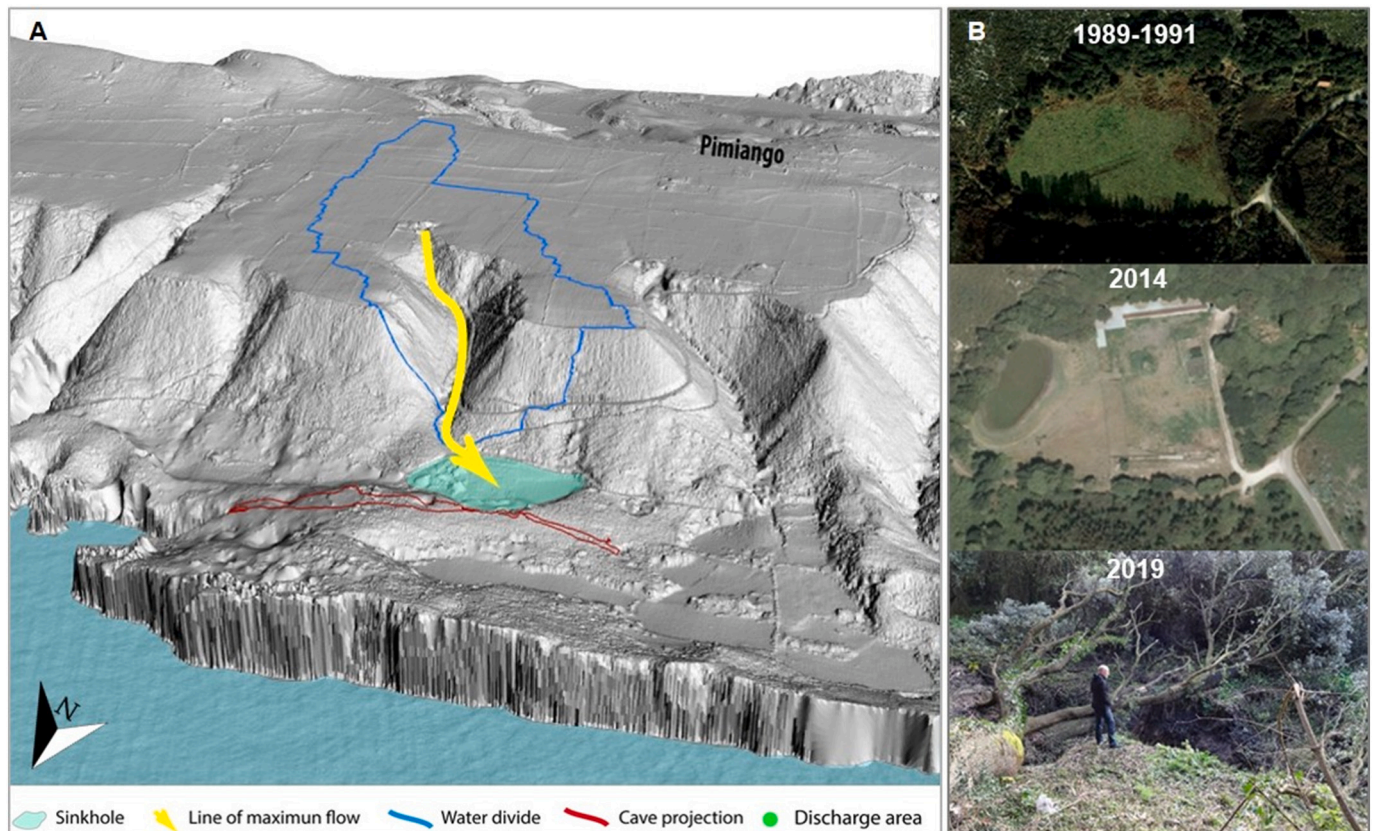 A
Pimiango
N
Sinkhole
Line of maximun flow
Water divide
Cave projection
Discharge area
B
1989-1991
2014
2019